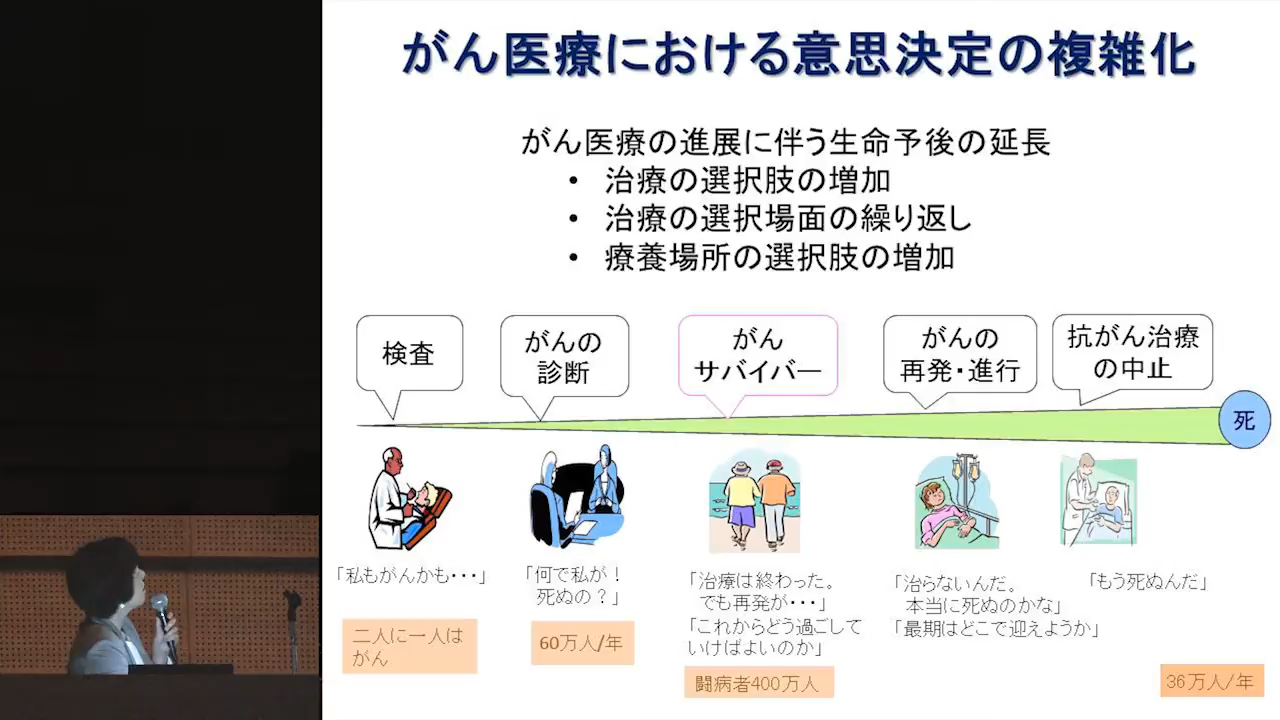 がん医療における意思決定の複雑化
がん医療の進展に伴う生命予後の延長
• 治療の選択肢の増加
• 治療の選択場面の繰り返し
• 療養場所の選択肢の増加
検査
がんの
診断
がん
サバイバー
がんの
再発・進行
抗がん治療
の中止
死
「私もがんかも・・・」
「何で私が！
死ぬの？」
「治療は終わった。
でも再発が・・・」
「これからどう過ごして
いけばよいのか」
「治らないんだ。
本当に死ぬのかな」
「最期はどこで迎えようか」
「もう死ぬんだ」
二人に一人は
がん
60万人/年
闘病者400万人
36万人/年